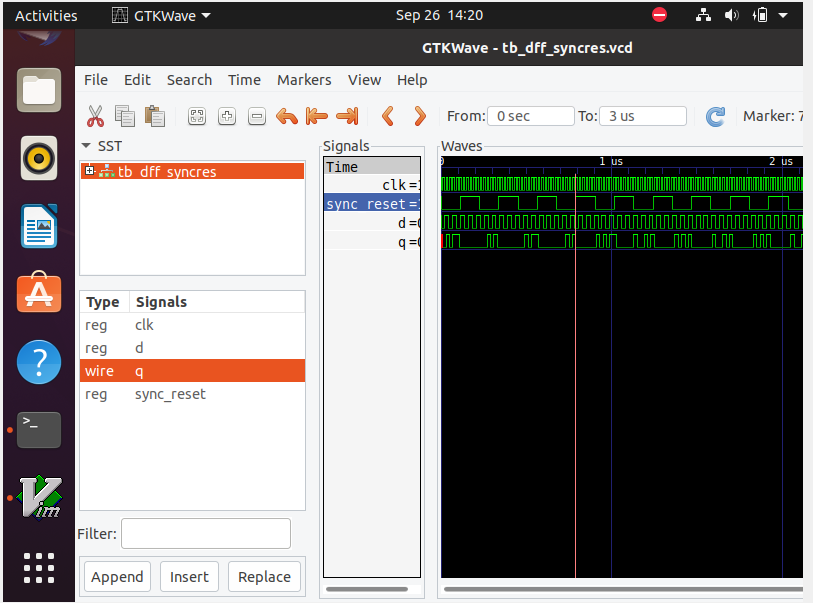 Activities GTKWave Sep 26 14:20
GTKWave - tb_dff_syncres.vcd
File Edit Search Time Markers View Help
From: 0 sec To: 3 us Marker: 7
SST
Signals
Waves
tb_dff_syncres
Time
clk=1
sync_reset=1
d=0
q=0
0 1 us 2 us
Type Signals
reg clk
reg d
wire q
reg sync_reset
Filter:
Append Insert Replace
>_
Vim